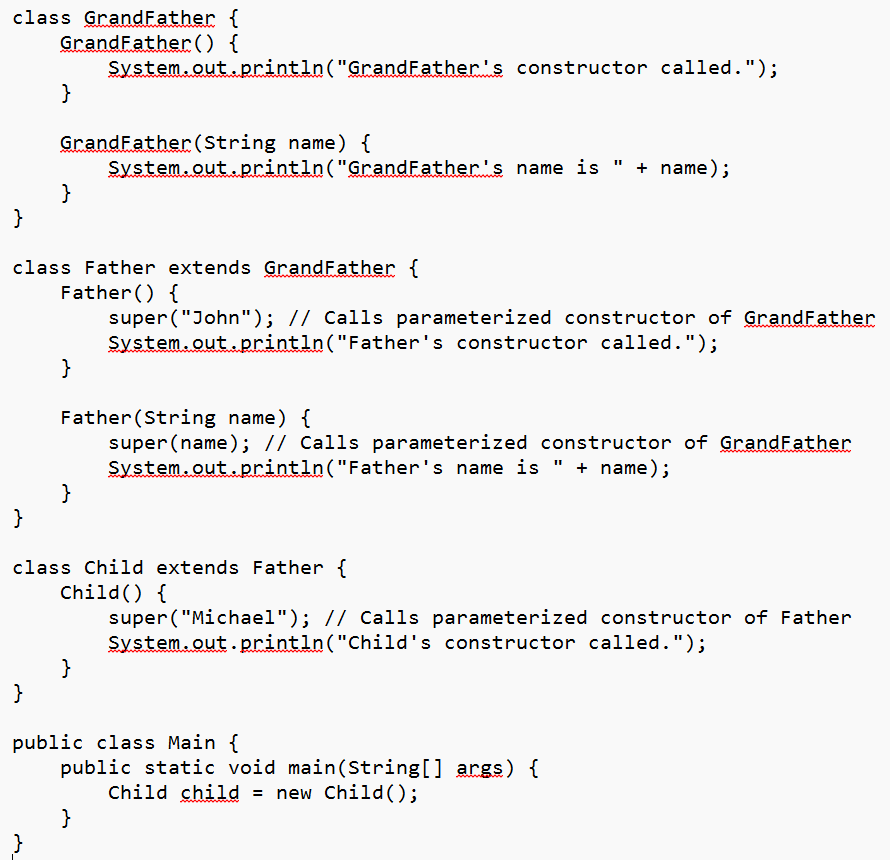 class GrandFather {
    GrandFather() {
        System.out.println("GrandFather's constructor called.");
    }

    GrandFather(String name) {
        System.out.println("GrandFather's name is " + name);
    }
}

class Father extends GrandFather {
    Father() {
        super("John"); // Calls parameterized constructor of GrandFather
        System.out.println("Father's constructor called.");
    }

    Father(String name) {
        super(name); // Calls parameterized constructor of GrandFather
        System.out.println("Father's name is " + name);
    }
}

class Child extends Father {
    Child() {
        super("Michael"); // Calls parameterized constructor of Father
        System.out.println("Child's constructor called.");
    }
}

public class Main {
    public static void main(String[] args) {
        Child child = new Child();
    }
}